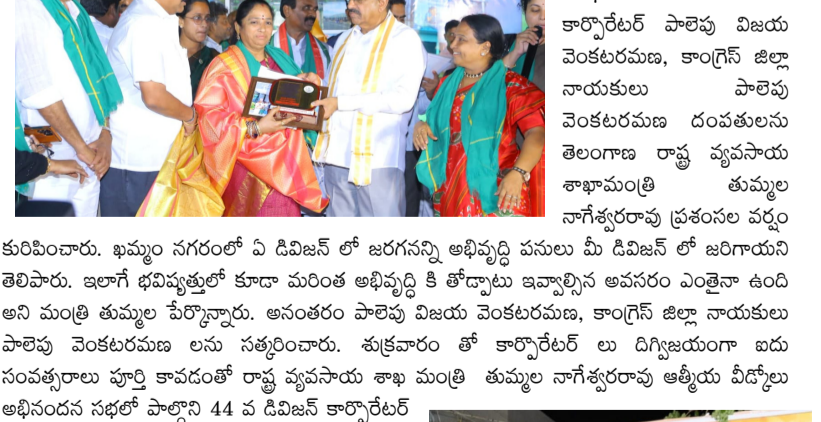 కార్పొరేటర్ పాలెపు విజయ
వెంకటరమణ, కాంగ్రెస్ జిల్లా
నాయకులు పాలెపు
వెంకటరమణ దంపతులను
తెలంగాణ రాష్ట్ర వ్యవసాయ
శాఖామంత్రి తుమ్మల
నాగేశ్వరరావు ప్రశంసల వర్షం
కురిపించారు. ఖమ్మం నగరంలో ఏ డివిజన్ లో జరగనన్ని అభివృద్ధి పనులు మీ డివిజన్ లో జరిగాయని
తెలిపారు. ఇలాగే భవిష్యత్తులో కూడా మరింత అభివృద్ధి కి తోడ్పాటు ఇవ్వాల్సిన అవసరం ఎంతైనా ఉంది
అని మంత్రి తుమ్మల పేర్కొన్నారు. అనంతరం పాలెపు విజయ వెంకటరమణ, కాంగ్రెస్ జిల్లా నాయకులు
పాలెపు వెంకటరమణ లను సత్కరించారు. శుక్రవారం తో కార్పొరేటర్ లు దిగ్విజయంగా ఐదు
సంవత్సరాలు పూర్తి కావడంతో రాష్ట్ర వ్యవసాయ శాఖ మంత్రి తుమ్మల నాగేశ్వరరావు ఆత్మీయ వీడ్కోలు
అభినందన సభలో పాల్గొని 44 వ డివిజన్ కార్పొరేటర్